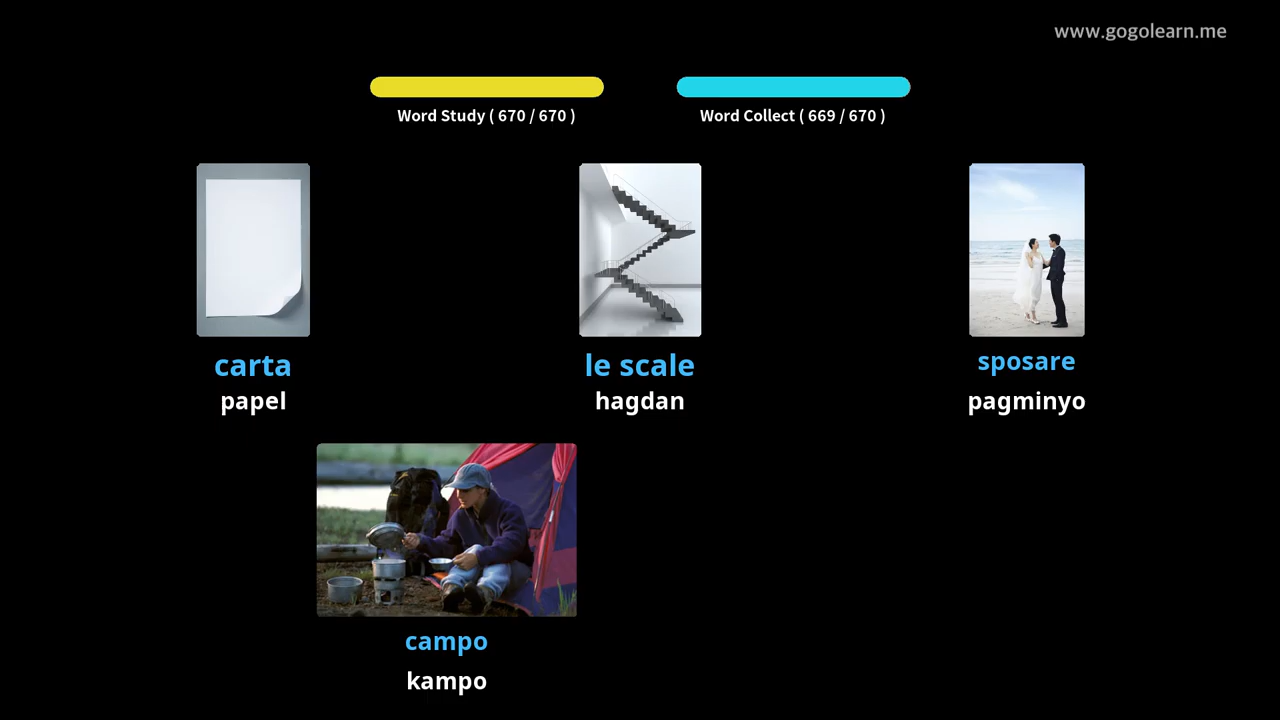 www.gogolearn.me
Word Study ( 670 / 670 )
Word Collect ( 669 / 670 )
carta
papel
le scale
hagdan
sposare
pagminyo
campo
kampo